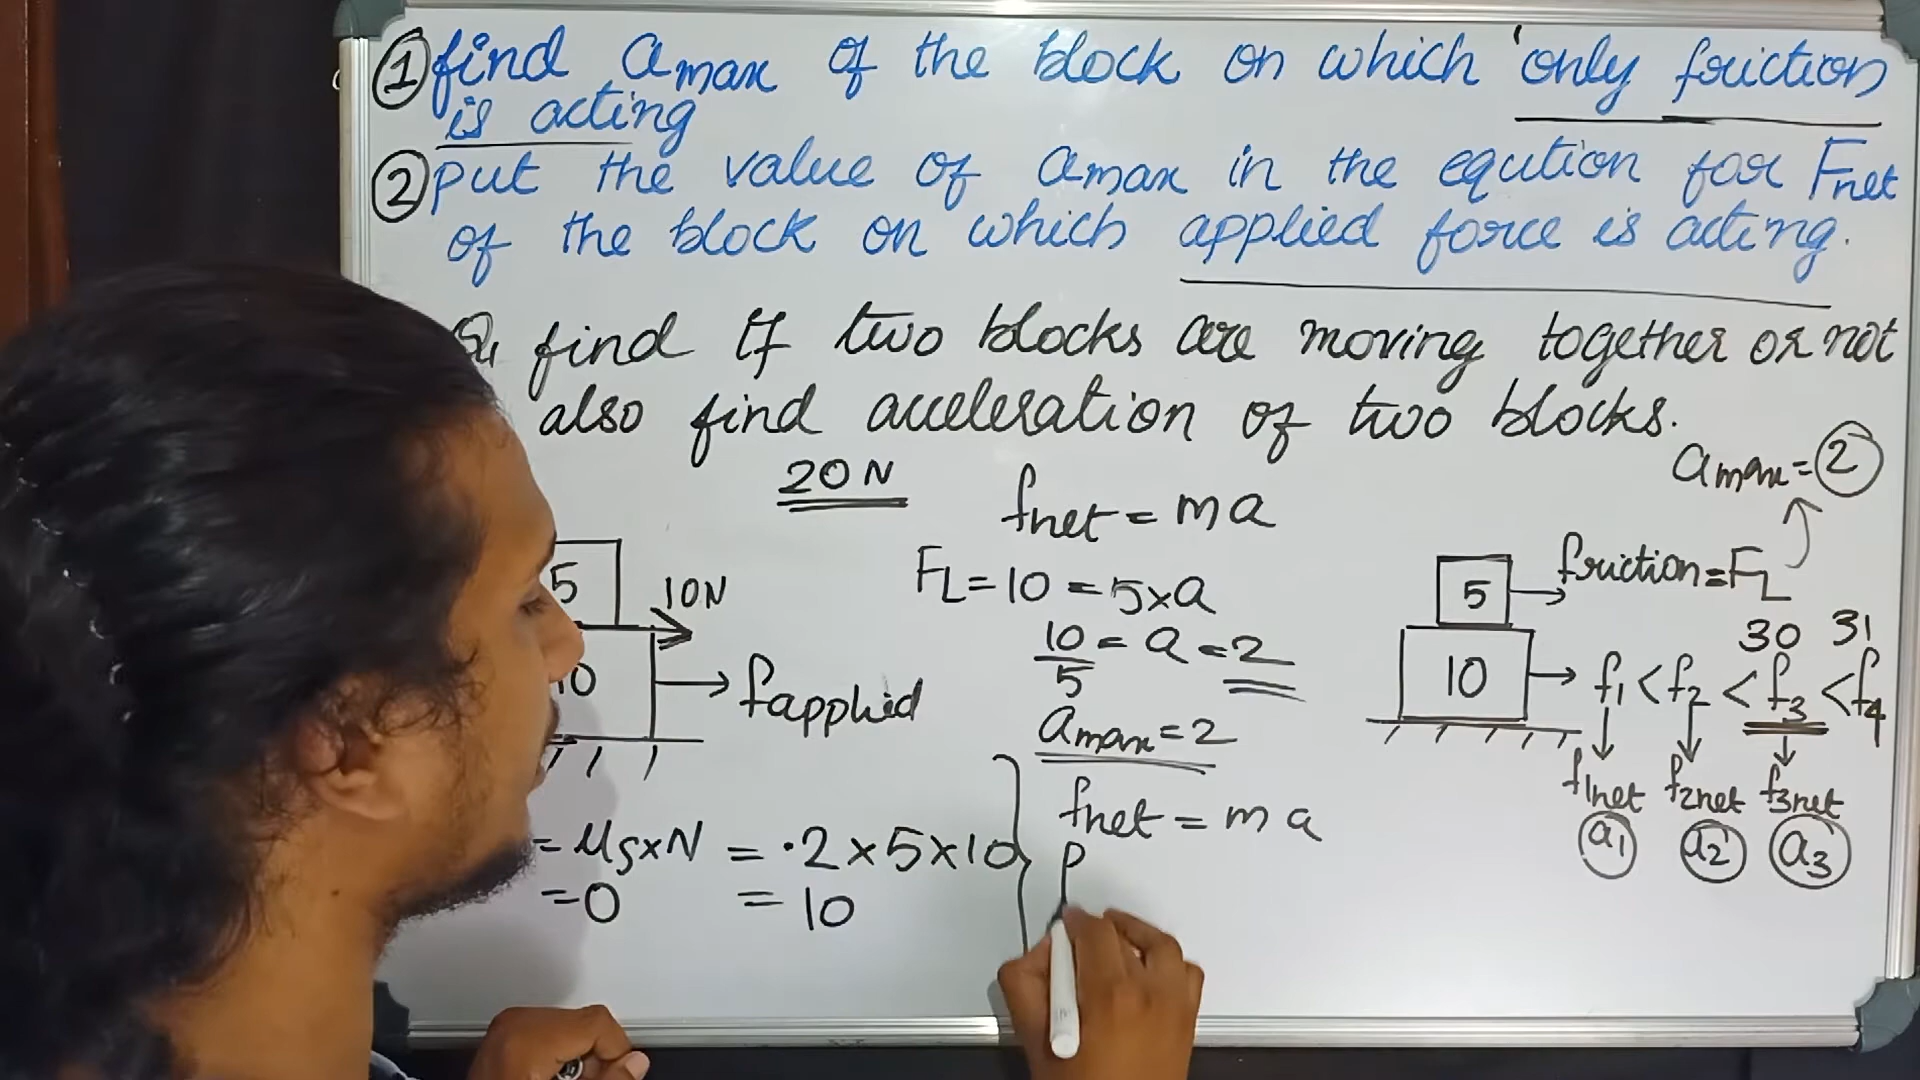 ① find amax of the block on which 'only friction
is acting
② put the value of amax in the eqution for Fnet
of the block on which applied force is acting.
Q, find If two blocks are moving together or not
also find acceleration of two blocks.
20N
5
10N
10
fapplied
= μs×N = .2×5×10
=0 = 10
fnet = ma
FL = 10 = 5×a
10/5 = a = 2
amax = 2
fnet = ma
amax = 2
5
friction = FL
30 31
10
f1 < f2 < f3 < f4
f1net f2net f3net
a1 a2 a3